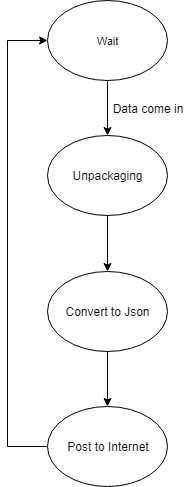 Wait
Data come in
Unpackaging
Convert to Json
Post to Internet